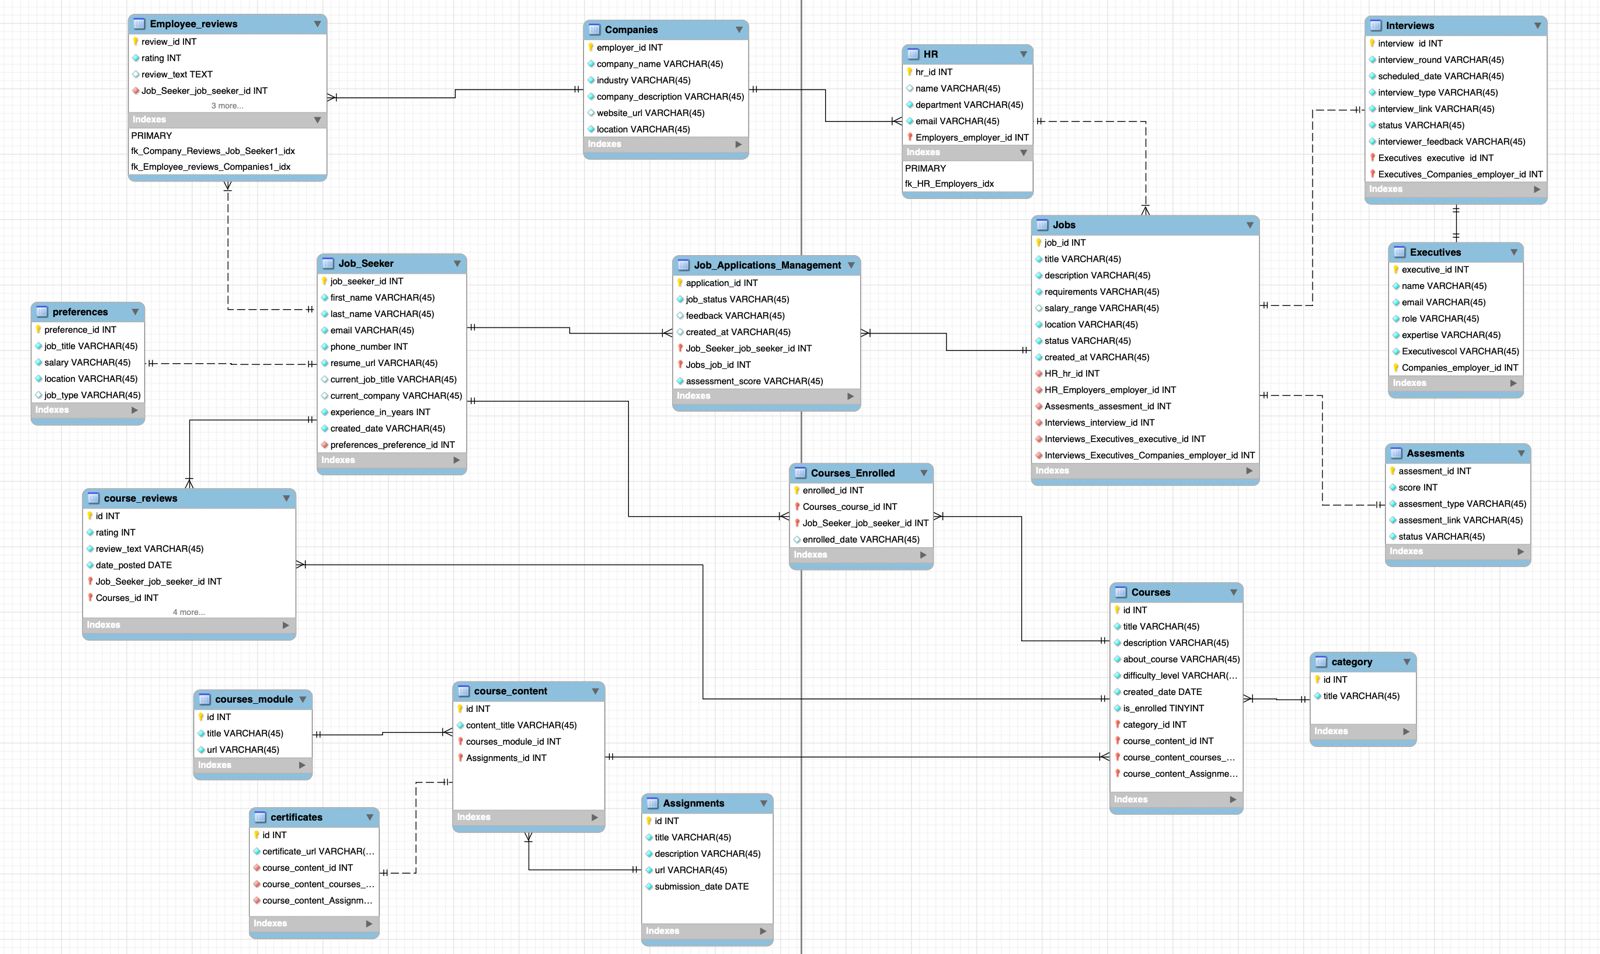 Employee_reviews
review_id INT
rating INT
review_text TEXT
Job_Seeker_job_seeker_id INT
3 more...
Indexes
PRIMARY
fk_Company_Reviews_Job_Seeker1_idx
fk_Employee_reviews_Companies1_idx
Companies
employer_id INT
company_name VARCHAR(45)
industry VARCHAR(45)
company_description VARCHAR(45)
website_url VARCHAR(45)
location VARCHAR(45)
Indexes
HR
hr_id INT
name VARCHAR(45)
department VARCHAR(45)
email VARCHAR(45)
Employers_employer_id INT
Indexes
PRIMARY
fk_HR_Employers_idx
Interviews
interview_id INT
interview_round VARCHAR(45)
scheduled_date VARCHAR(45)
interview_type VARCHAR(45)
interview_link VARCHAR(45)
status VARCHAR(45)
interviewer_feedback VARCHAR(45)
Executives_executive_id INT
Executives_Companies_employer_id INT
Indexes
Jobs
job_id INT
title VARCHAR(45)
description VARCHAR(45)
requirements VARCHAR(45)
salary_range VARCHAR(45)
location VARCHAR(45)
status VARCHAR(45)
created_at VARCHAR(45)
HR_hr_id INT
HR_Employers_employer_id INT
Assesments_assesment_id INT
Interviews_interview_id INT
Interviews_Executives_executive_id INT
Interviews_Executives_Companies_employer_id INT
Indexes
Executives
executive_id INT
name VARCHAR(45)
email VARCHAR(45)
role VARCHAR(45)
expertise VARCHAR(45)
Executivescol VARCHAR(45)
Companies_employer_id INT
Indexes
Job_Seeker
job_seeker_id INT
first_name VARCHAR(45)
last_name VARCHAR(45)
email VARCHAR(45)
phone_number INT
resume_url VARCHAR(45)
current_job_title VARCHAR(45)
current_company VARCHAR(45)
experience_in_years INT
created_date VARCHAR(45)
preferences_preference_id INT
Indexes
Job_Applications_Management
application_id INT
job_status VARCHAR(45)
feedback VARCHAR(45)
created_at VARCHAR(45)
Job_Seeker_job_seeker_id INT
Jobs_job_id INT
assessment_score VARCHAR(45)
Indexes
preferences
preference_id INT
job_title VARCHAR(45)
salary VARCHAR(45)
location VARCHAR(45)
job_type VARCHAR(45)
Indexes
Assesments
assesment_id INT
score INT
assesment_type VARCHAR(45)
assesment_link VARCHAR(45)
status VARCHAR(45)
Indexes
Courses_Enrolled
enrolled_id INT
Courses_course_id INT
Job_Seeker_job_seeker_id INT
enrolled_date VARCHAR(45)
Indexes
course_reviews
id INT
rating INT
review_text VARCHAR(45)
date_posted DATE
Job_Seeker_job_seeker_id INT
Courses_id INT
4 more...
Indexes
Courses
id INT
title VARCHAR(45)
description VARCHAR(45)
about_course VARCHAR(45)
difficulty_level VARCHAR(...
created_date DATE
is_enrolled TINYINT
category_id INT
course_content_id INT
course_content_courses_...
course_content_Assignme...
Indexes
category
id INT
title VARCHAR(45)
Indexes
courses_module
id INT
title VARCHAR(45)
url VARCHAR(45)
Indexes
course_content
id INT
content_title VARCHAR(45)
courses_module_id INT
Assignments_id INT
Indexes
certificates
id INT
certificate_url VARCHAR(...
course_content_id INT
course_content_courses_...
course_content_Assignm...
Indexes
Assignments
id INT
title VARCHAR(45)
description VARCHAR(45)
url VARCHAR(45)
submission_date DATE
Indexes